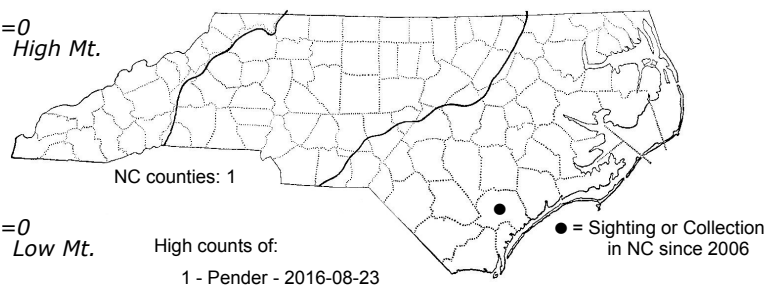 =0
High Mt.
NC counties: 1
=0
Low Mt.
High counts of:
1 - Pender - 2016-08-23
● = Sighting or Collection
in NC since 2006